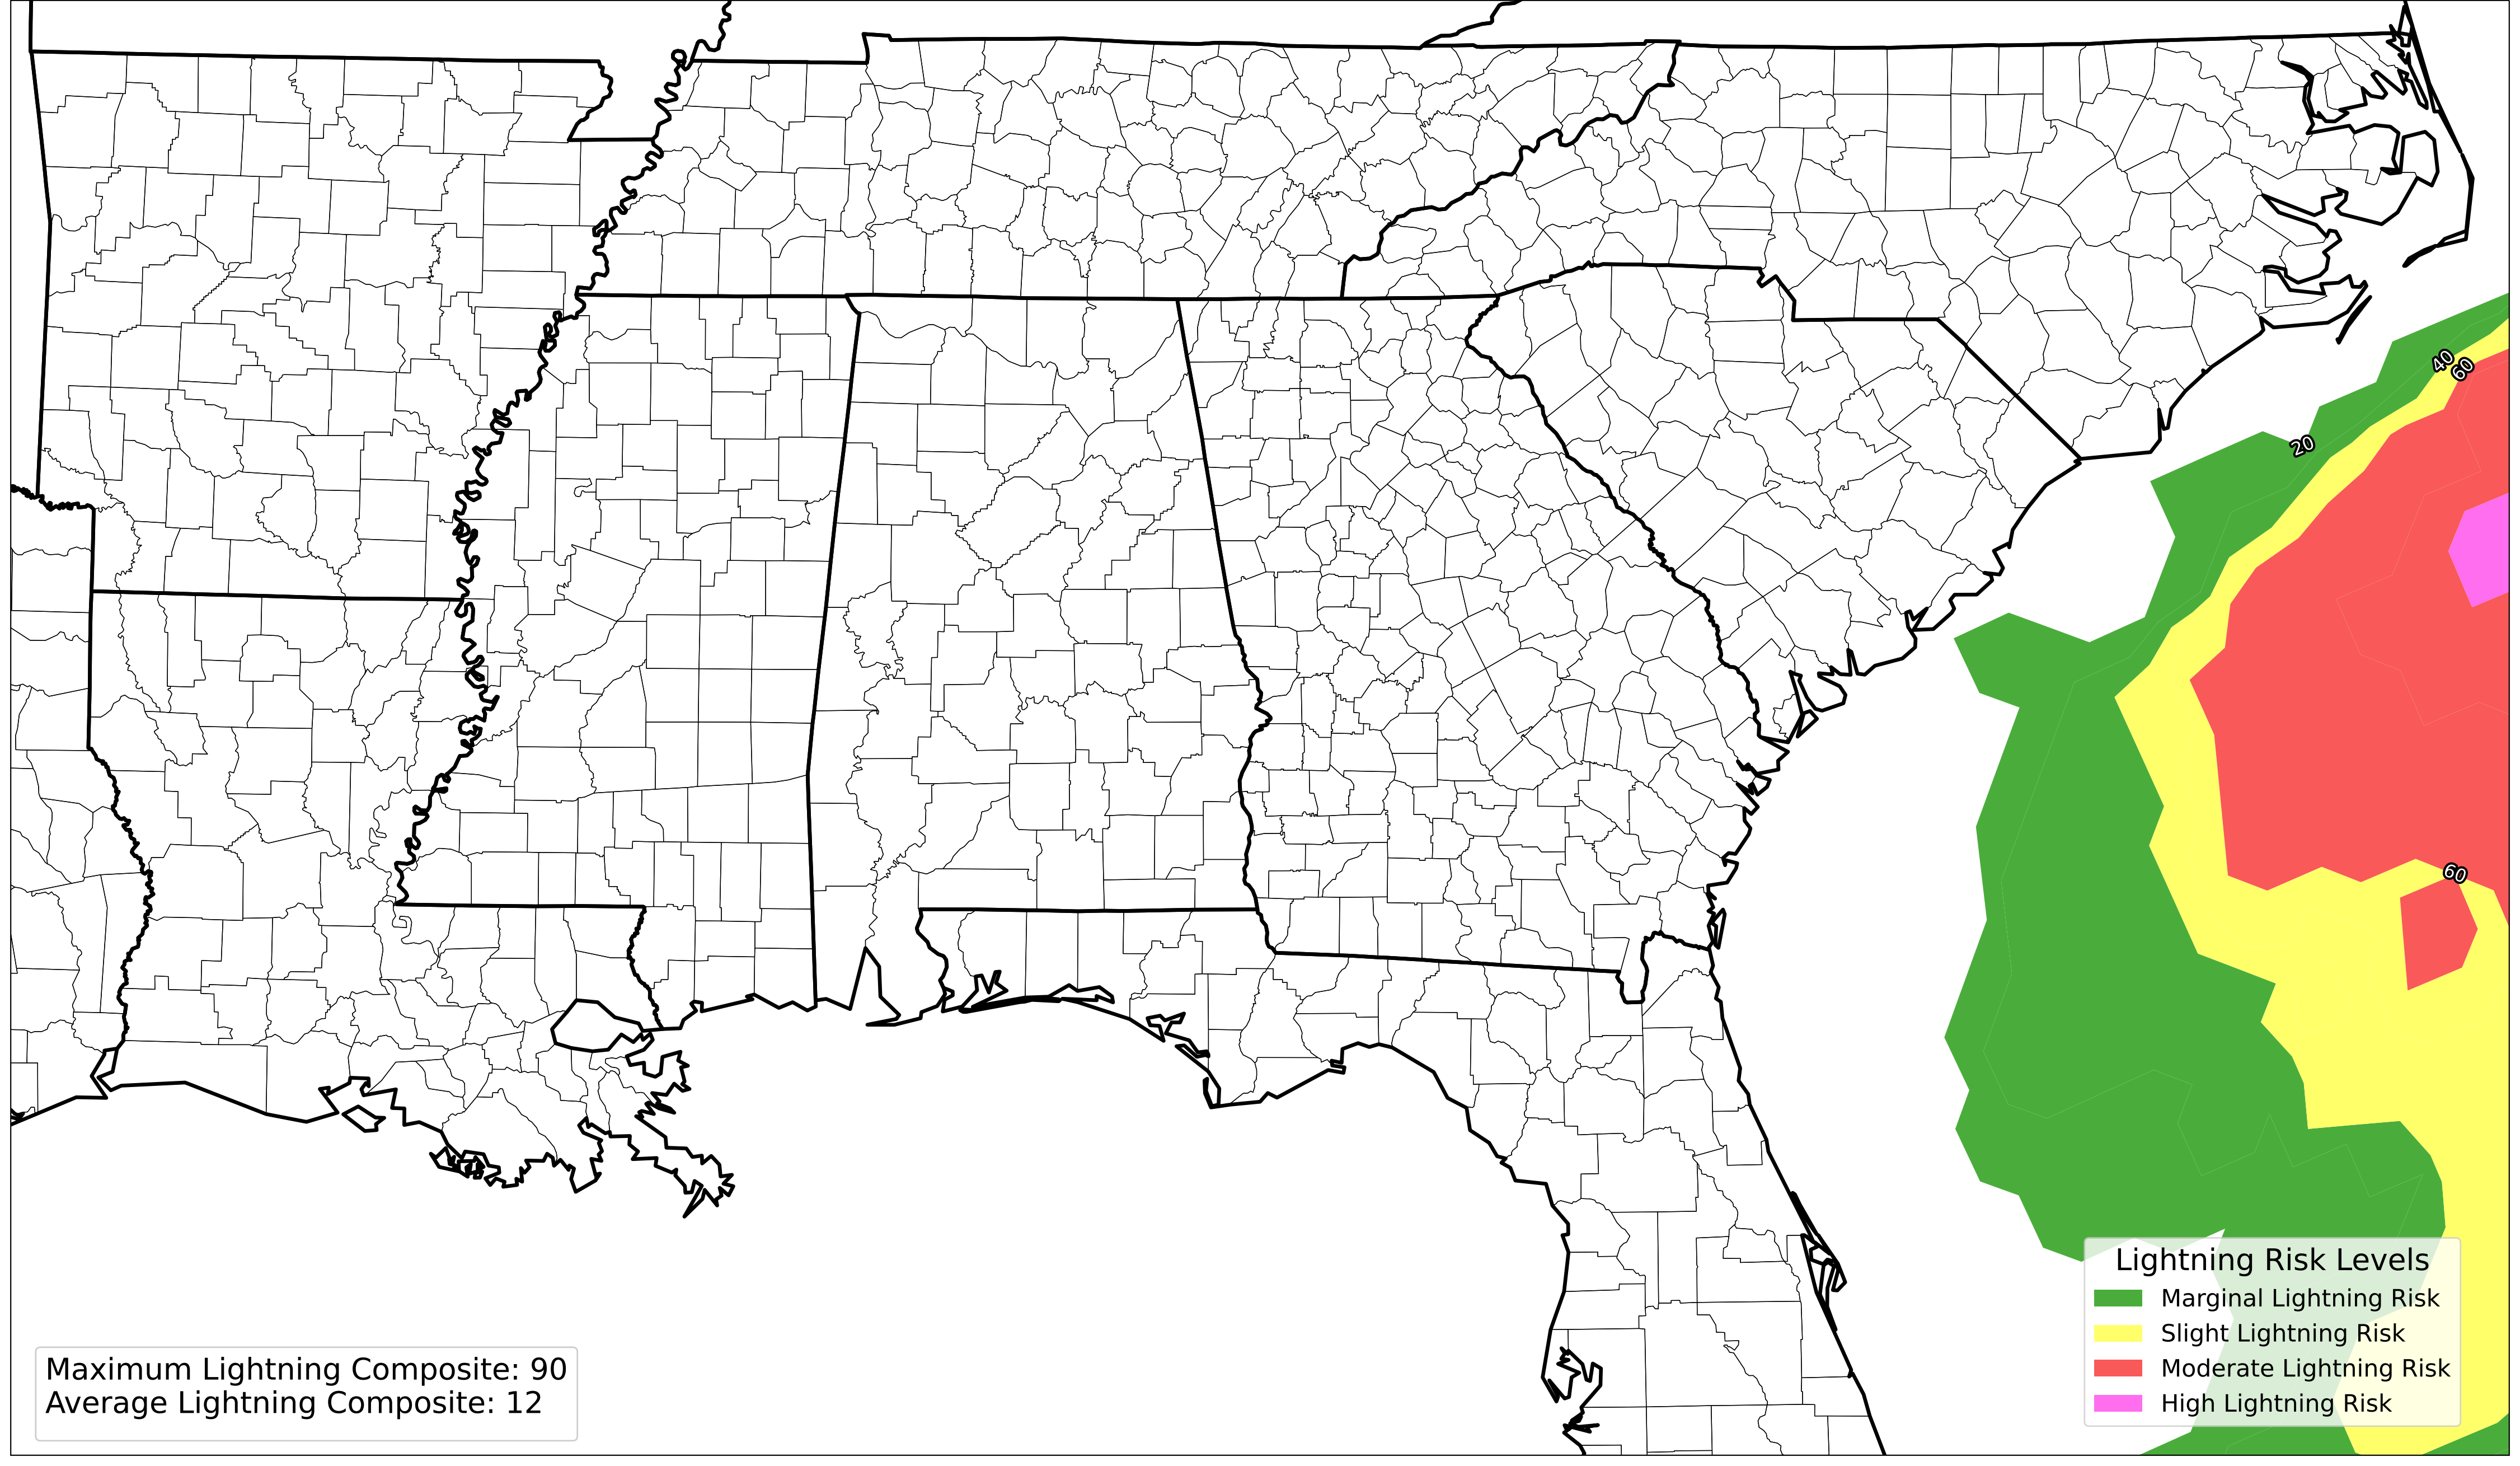 40
60
20
60
Lightning Risk Levels
Marginal Lightning Risk
Slight Lightning Risk
Moderate Lightning Risk
High Lightning Risk
Maximum Lightning Composite: 90
Average Lightning Composite: 12